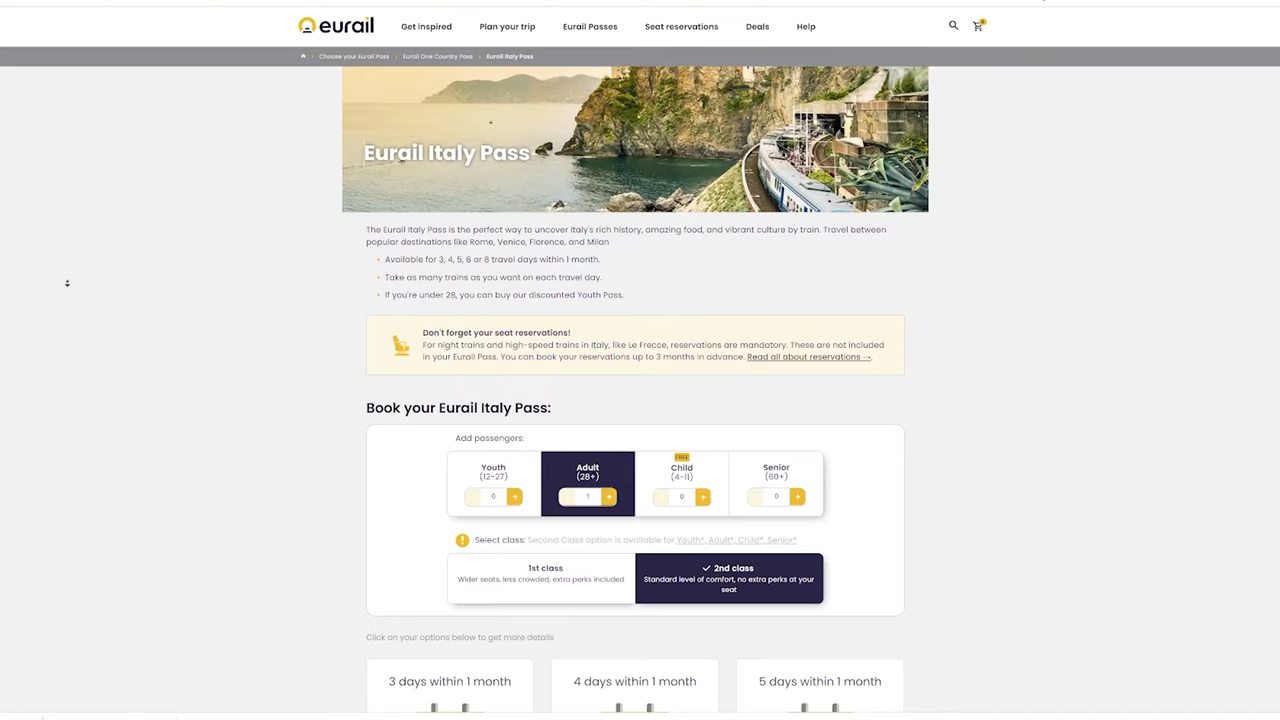 eurail
Get inspired
Plan your trip
Eurail Passes
Seat reservations
Deals
Help
0
Choose your Eurail Pass › Eurail One Country Pass › Eurail Italy Pass
Eurail Italy Pass
The Eurail Italy Pass is the perfect way to uncover Italy's rich history, amazing food, and vibrant culture by train. Travel between
popular destinations like Rome, Venice, Florence, and Milan
• Available for 3, 4, 5, 6 or 8 travel days within 1 month.
• Take as many trains as you want on each travel day.
• If you're under 28, you can buy our discounted Youth Pass.
Don't forget your seat reservations!
For night trains and high-speed trains in Italy, like Le Frecce, reservations are mandatory. These are not included
in your Eurail Pass. You can book your reservations up to 3 months in advance. Read all about reservations →.
Book your Eurail Italy Pass:
Add passengers:
Youth
(12-27)
0 +
Adult
(28+)
1 +
FREE
Child
(4-11)
0 +
Senior
(60+)
0 +
! Select class: Second Class option is available for Youth*, Adult*, Child*, Senior*
1st class
Wider seats, less crowded, extra perks included
✓ 2nd class
Standard level of comfort, no extra perks at your
seat
Click on your options below to get more details
3 days within 1 month
4 days within 1 month
5 days within 1 month